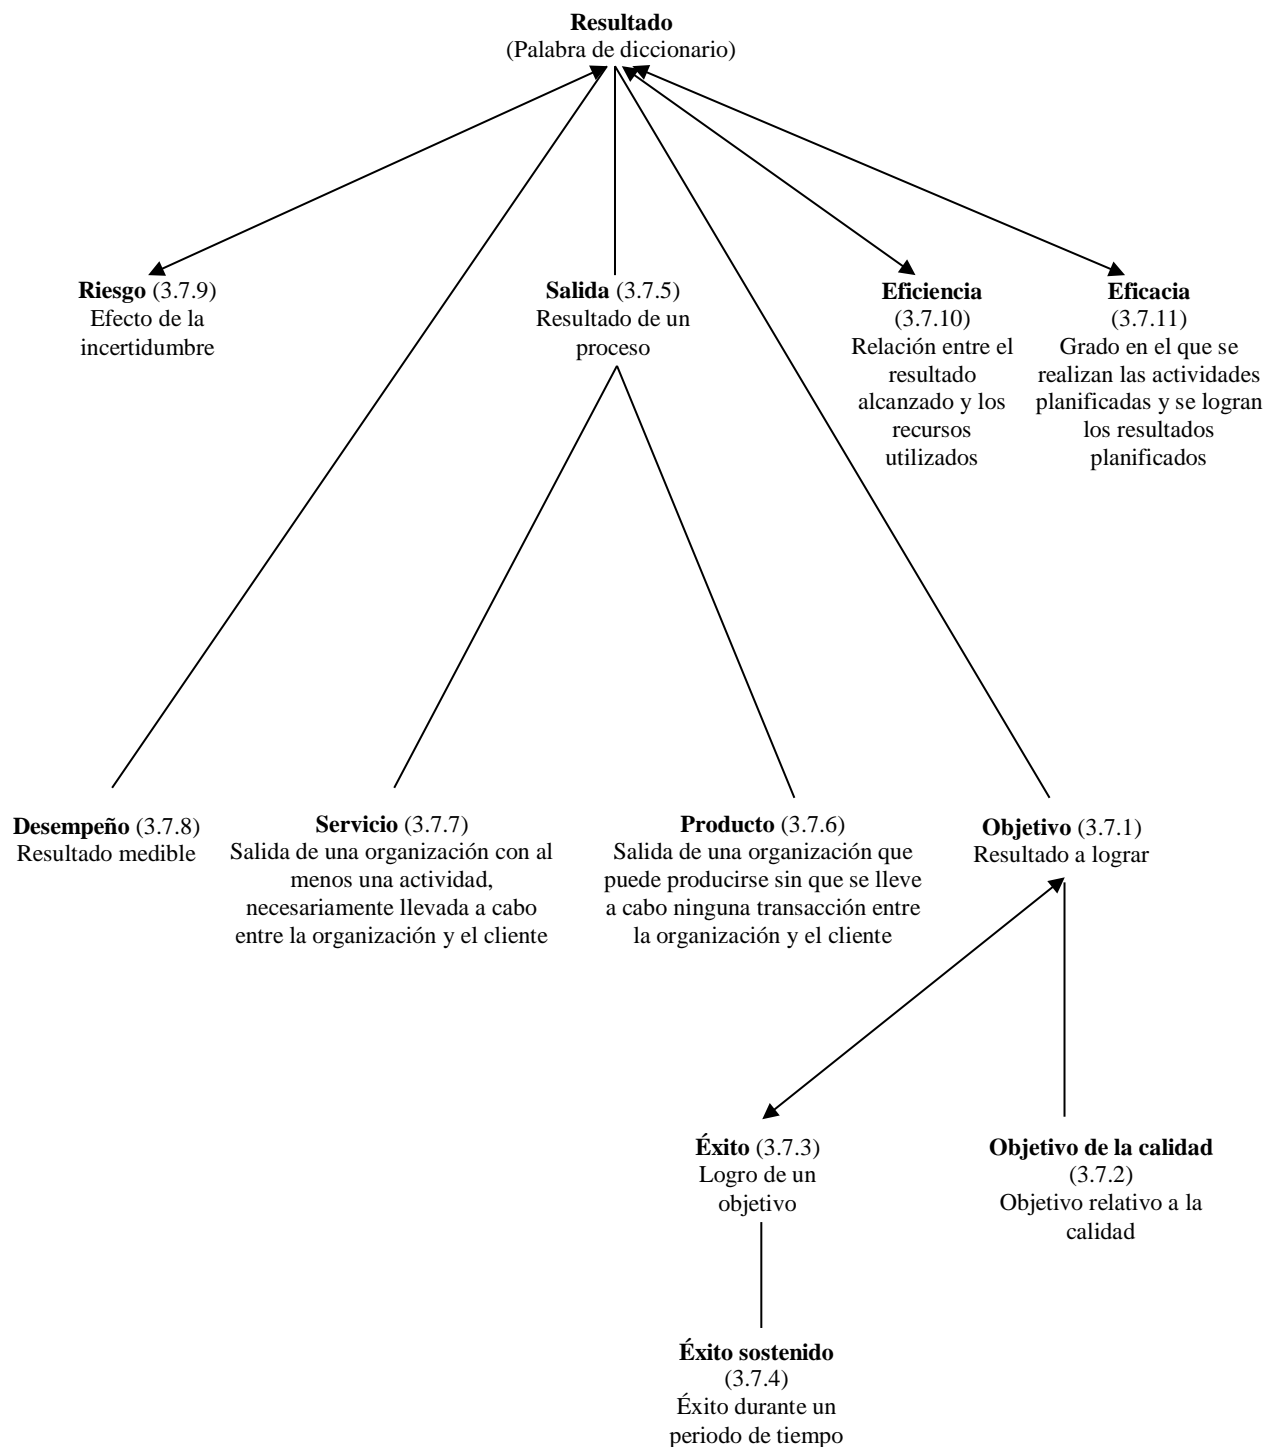 Resultado
(Palabra de diccionario)
Riesgo (3.7.9)
Efecto de la
incertidumbre
Salida (3.7.5)
Resultado de un
proceso
Eficiencia
(3.7.10)
Relación entre el
resultado
alcanzado y los
recursos
utilizados
Eficacia
(3.7.11)
Grado en el que se
realizan las actividades
planificadas y se logran
los resultados
planificados
Desempeño (3.7.8)
Resultado medible
Servicio (3.7.7)
Salida de una organización con al
menos una actividad,
necesariamente llevada a cabo
entre la organización y el cliente
Producto (3.7.6)
Salida de una organización que
puede producirse sin que se lleve
a cabo ninguna transacción entre
la organización y el cliente
Objetivo (3.7.1)
Resultado a lograr
Éxito (3.7.3)
Logro de un
objetivo
Objetivo de la calidad
(3.7.2)
Objetivo relativo a la
calidad
Éxito sostenido
(3.7.4)
Éxito durante un
periodo de tiempo